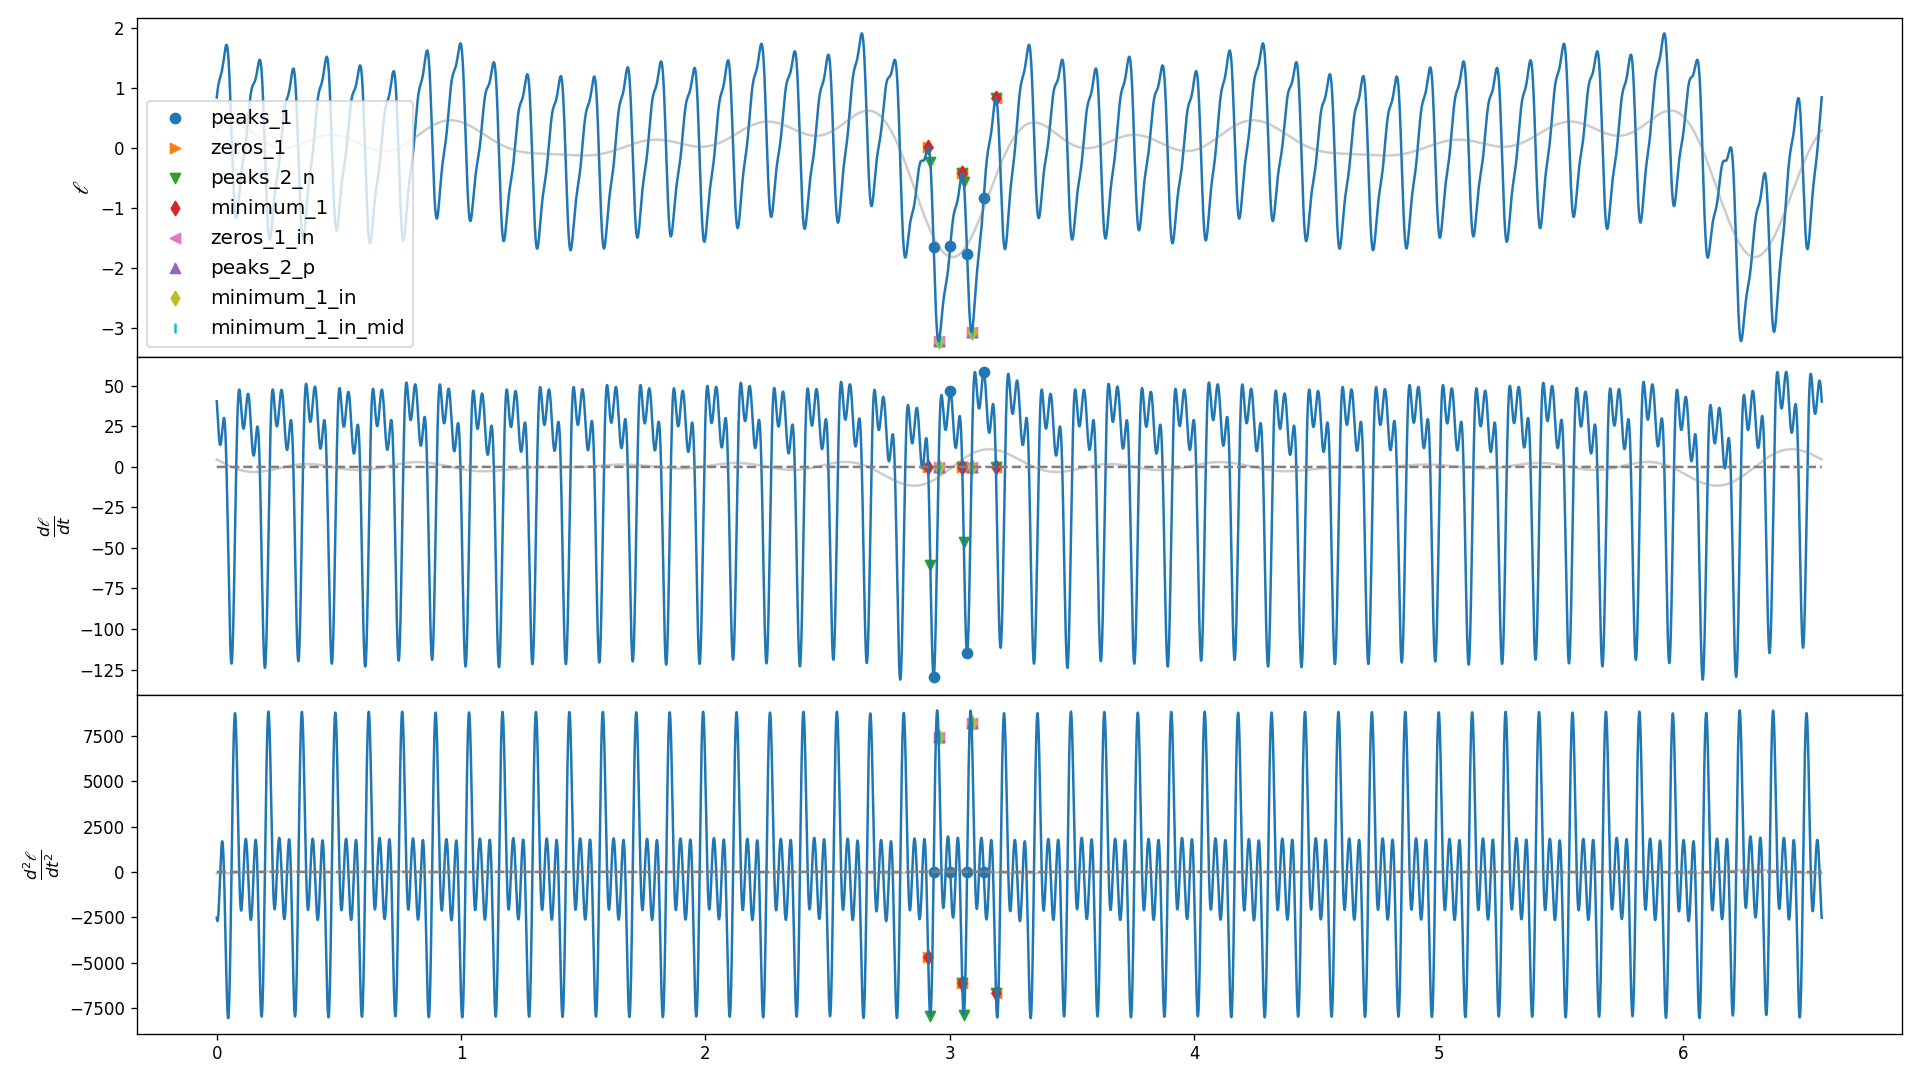 2
1
0
−1
−2
−3
ℓ
peaks_1
zeros_1
peaks_2_n
minimum_1
zeros_1_in
peaks_2_p
minimum_1_in
minimum_1_in_mid
50
25
0
−25
−50
−75
−100
−125
dℓ
dt
7500
5000
2500
0
−2500
−5000
−7500
d²ℓ
dt²
0 1 2 3 4 5 6